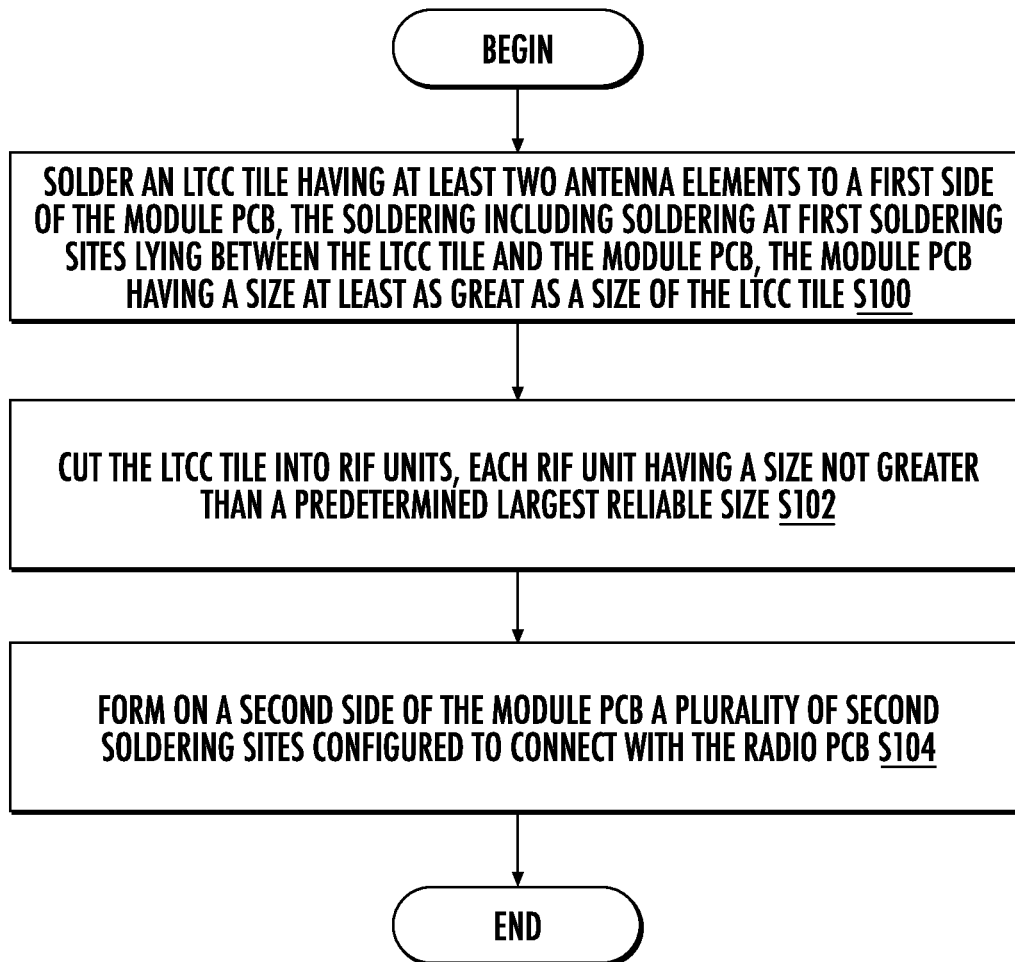 BEGIN
SOLDER AN LTCC TILE HAVING AT LEAST TWO ANTENNA ELEMENTS TO A FIRST SIDE
OF THE MODULE PCB, THE SOLDERING INCLUDING SOLDERING AT FIRST SOLDERING
SITES LYING BETWEEN THE LTCC TILE AND THE MODULE PCB, THE MODULE PCB
HAVING A SIZE AT LEAST AS GREAT AS A SIZE OF THE LTCC TILE S100
CUT THE LTCC TILE INTO RIF UNITS, EACH RIF UNIT HAVING A SIZE NOT GREATER
THAN A PREDETERMINED LARGEST RELIABLE SIZE S102
FORM ON A SECOND SIDE OF THE MODULE PCB A PLURALITY OF SECOND
SOLDERING SITES CONFIGURED TO CONNECT WITH THE RADIO PCB S104
END